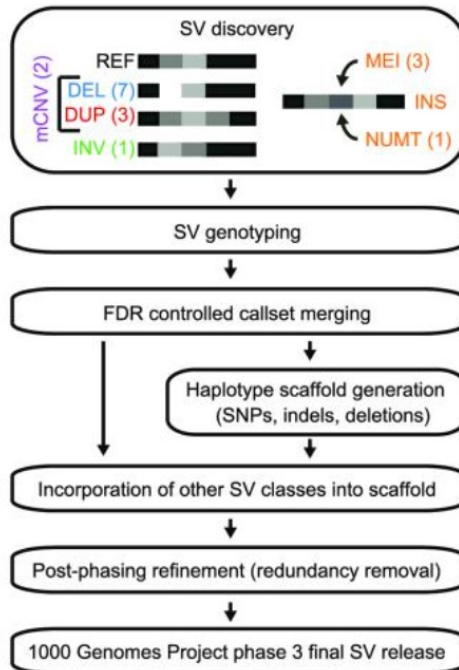 SV discovery
REF
mCNV (2)
DEL (7)
DUP (3)
INV (1)
MEI (3)
INS
NUMT (1)
SV genotyping
FDR controlled callset merging
Haplotype scaffold generation
(SNPs, indels, deletions)
Incorporation of other SV classes into scaffold
Post-phasing refinement (redundancy removal)
1000 Genomes Project phase 3 final SV release